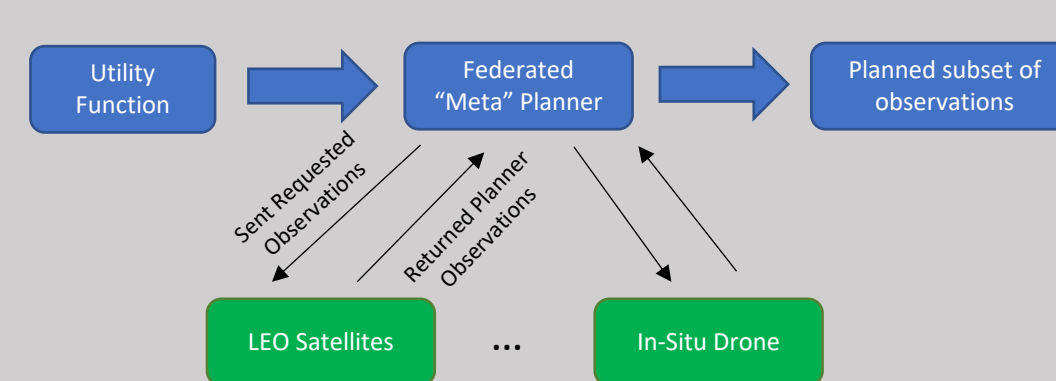 Utility
Function
Federated
“Meta” Planner
Planned subset of
observations
Sent Requested
Observations
Returned Planner
Observations
LEO Satellites
...
In-Situ Drone